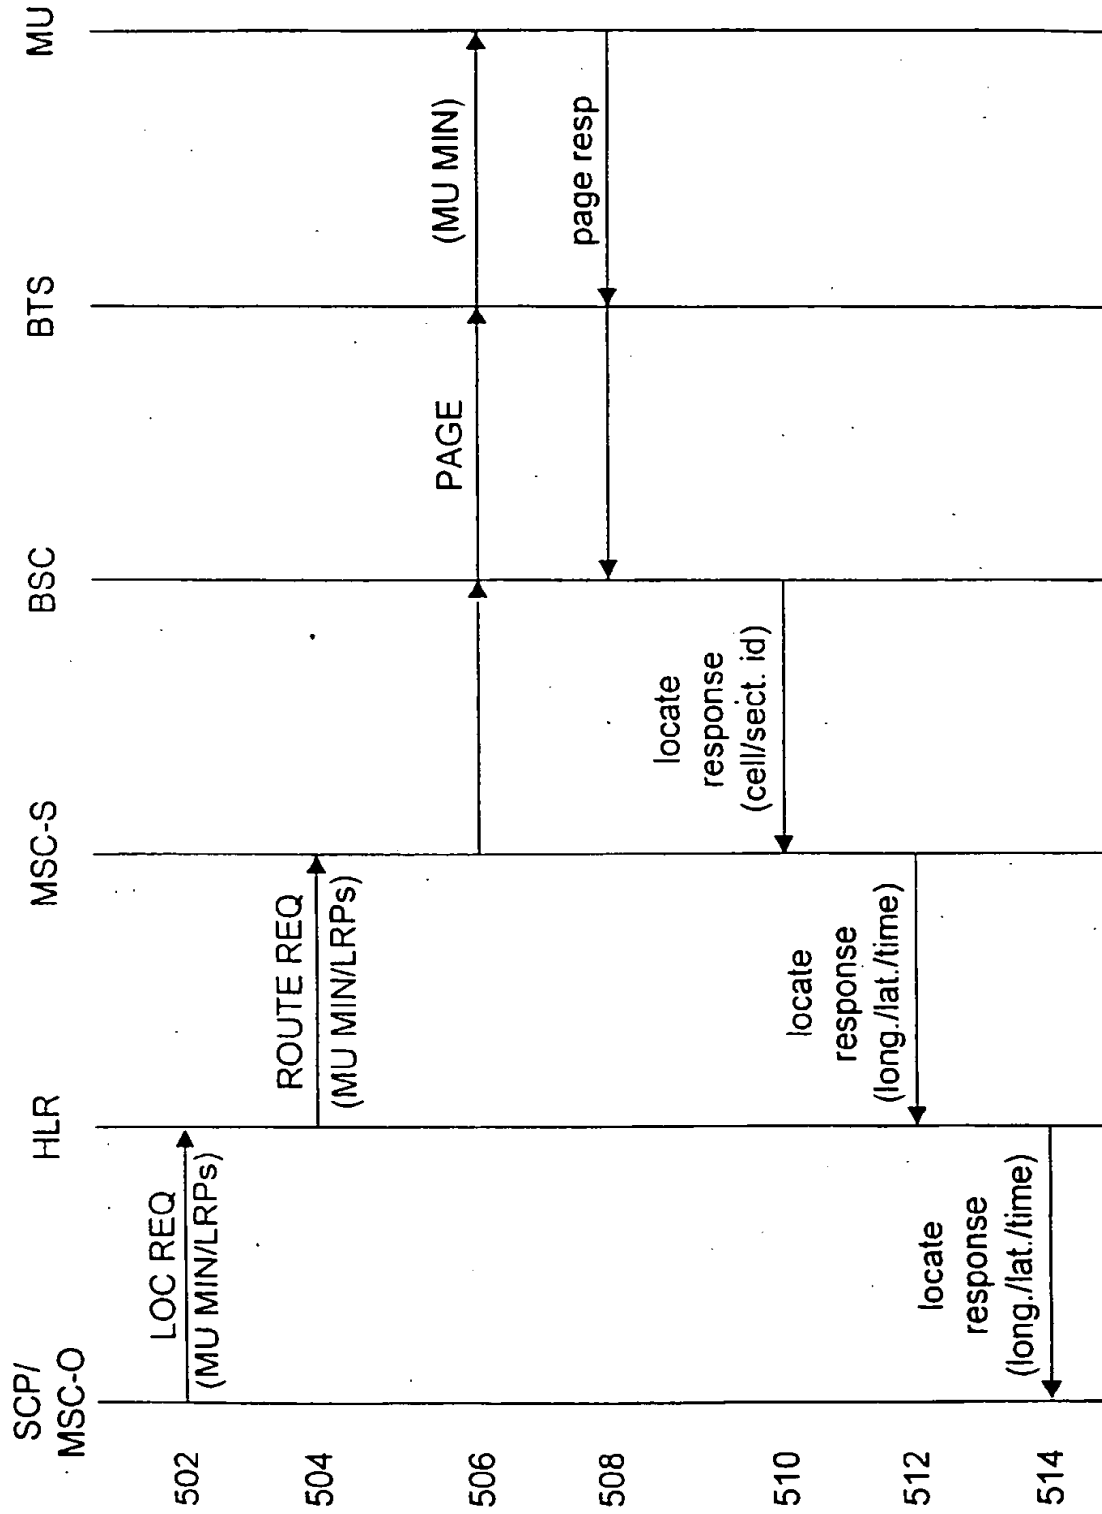 SCP/
MSC-O
HLR
MSC-S
BSC
BTS
MU
502
LOC REQ
(MU MIN/LRPs)
504
ROUTE REQ
(MU MIN/LRPs)
506
PAGE
(MU MIN)
508
page resp
510
locate
response
(cell/sect. id)
512
locate
response
(long./lat./time)
514
locate
response
(long./lat./time)